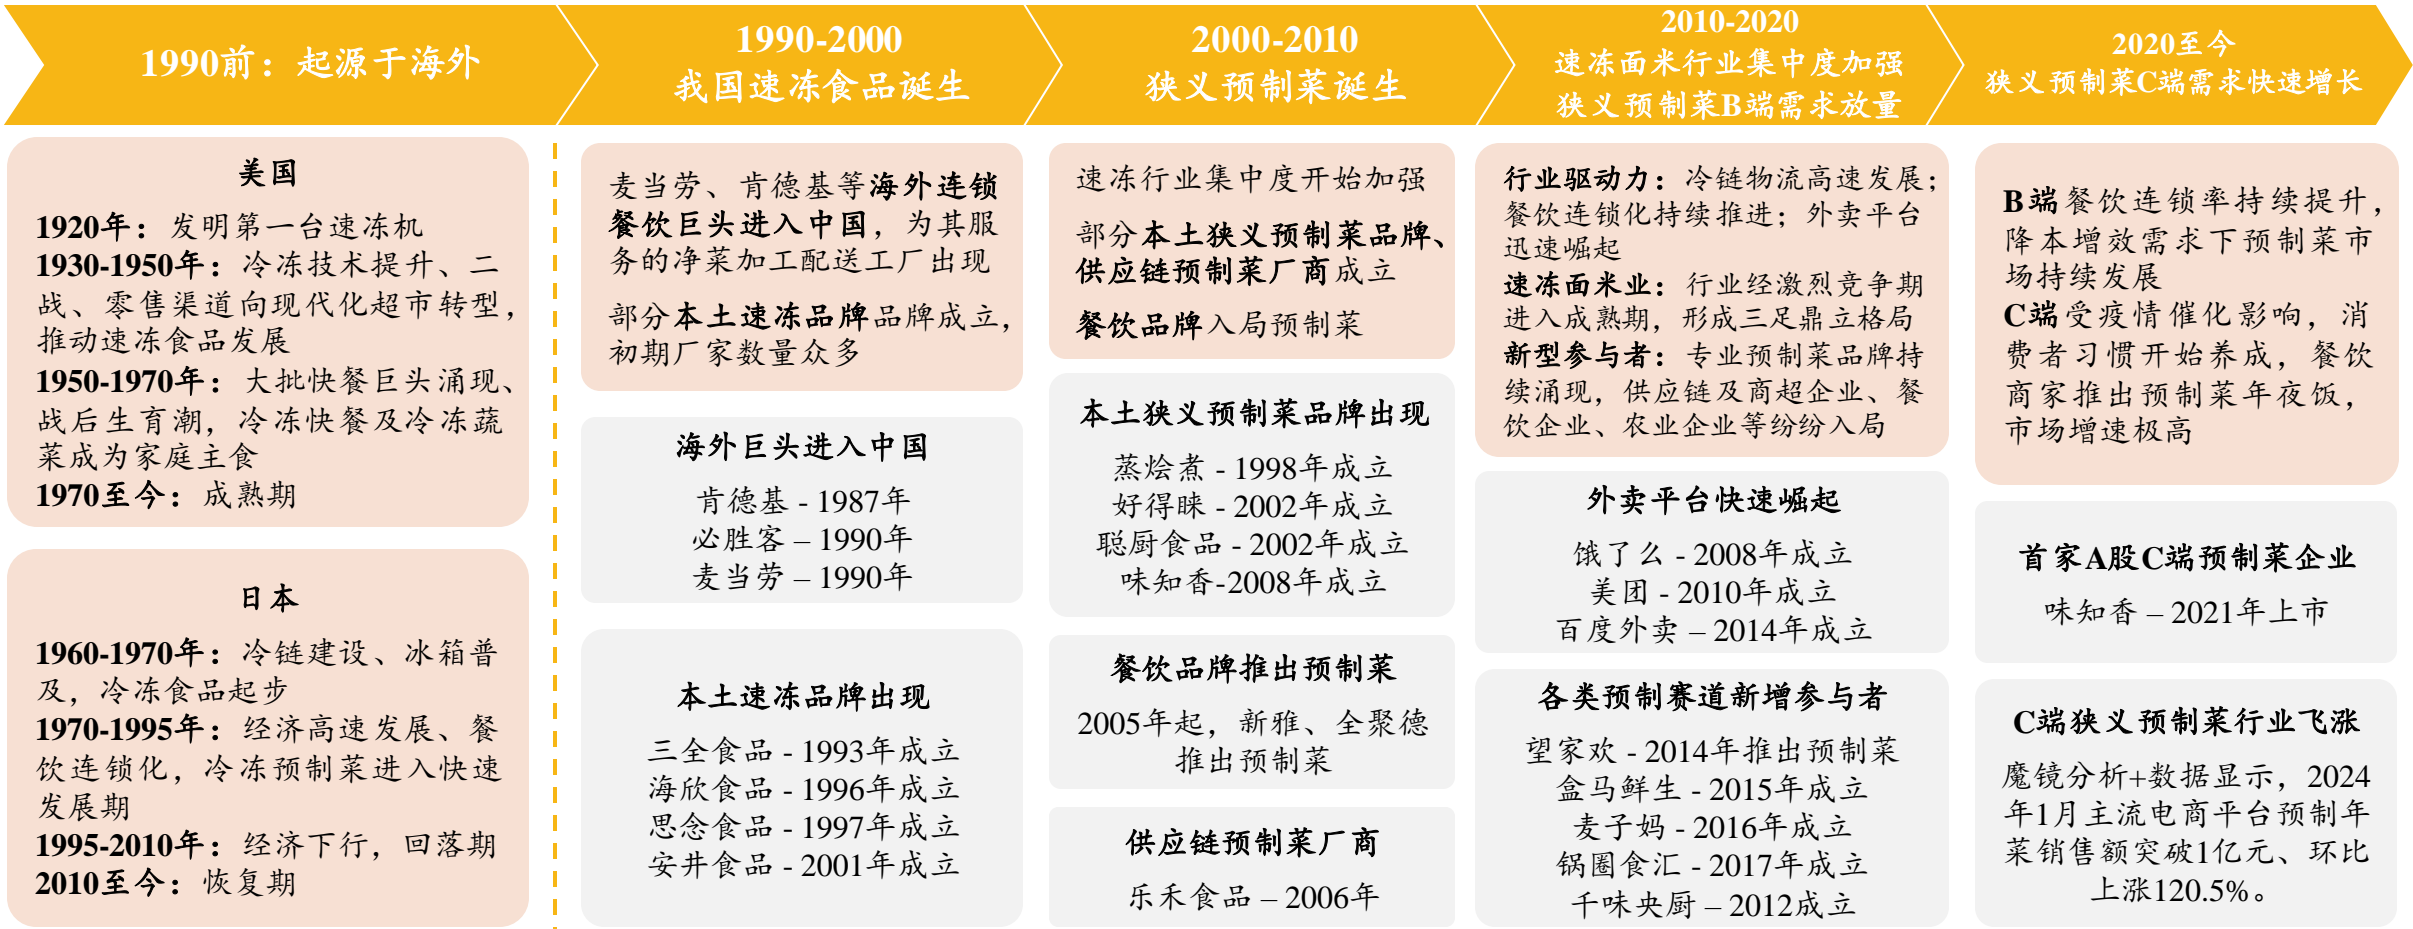 1990前：起源于海外
1990-2000
我国速冻食品诞生
2000-2010
狭义预制菜诞生
2010-2020
速冻面米行业集中度加强
狭义预制菜B端需求放量
2020至今
狭义预制菜C端需求快速增长
美国
1920年：发明第一台速冻机
1930-1950年：冷冻技术提升、二
战、零售渠道向现代化超市转型，
推动速冻食品发展
1950-1970年：大批快餐巨头涌现、
战后生育潮，冷冻快餐及冷冻蔬
菜成为家庭主食
1970至今：成熟期
日本
1960-1970年：冷链建设、冰箱普
及，冷冻食品起步
1970-1995年：经济高速发展、餐
饮连锁化，冷冻预制菜进入快速
发展期
1995-2010年：经济下行，回落期
2010至今：恢复期
麦当劳、肯德基等海外连锁
餐饮巨头进入中国，为其服
务的净菜加工配送工厂出现
部分本土速冻品牌品牌成立，
初期厂家数量众多
海外巨头进入中国
肯德基 - 1987年
必胜客 – 1990年
麦当劳 – 1990年
本土速冻品牌出现
三全食品 - 1993年成立
海欣食品 - 1996年成立
思念食品 - 1997年成立
安井食品 - 2001年成立
速冻行业集中度开始加强
部分本土狭义预制菜品牌、
供应链预制菜厂商成立
餐饮品牌入局预制菜
本土狭义预制菜品牌出现
蒸烩煮 - 1998年成立
好得睐 - 2002年成立
聪厨食品 - 2002年成立
味知香-2008年成立
餐饮品牌推出预制菜
2005年起，新雅、全聚德
推出预制菜
供应链预制菜厂商
乐禾食品 – 2006年
行业驱动力：冷链物流高速发展；
餐饮连锁化持续推进；外卖平台
迅速崛起
速冻面米业：行业经激烈竞争期
进入成熟期，形成三足鼎立格局
新型参与者：专业预制菜品牌持
续涌现，供应链及商超企业、餐
饮企业、农业企业等纷纷入局
外卖平台快速崛起
饿了么 - 2008年成立
美团 - 2010年成立
百度外卖 – 2014年成立
各类预制赛道新增参与者
望家欢 - 2014年推出预制菜
盒马鲜生 - 2015年成立
麦子妈 - 2016年成立
锅圈食汇 - 2017年成立
千味央厨 – 2012成立
B端餐饮连锁率持续提升，
降本增效需求下预制菜市
场持续发展
C端受疫情催化影响，消
费者习惯开始养成，餐饮
商家推出预制菜年夜饭，
市场增速极高
首家A股C端预制菜企业
味知香 – 2021年上市
C端狭义预制菜行业飞涨
魔镜分析+数据显示，2024
年1月主流电商平台预制年
菜销售额突破1亿元、环比
上涨120.5%。